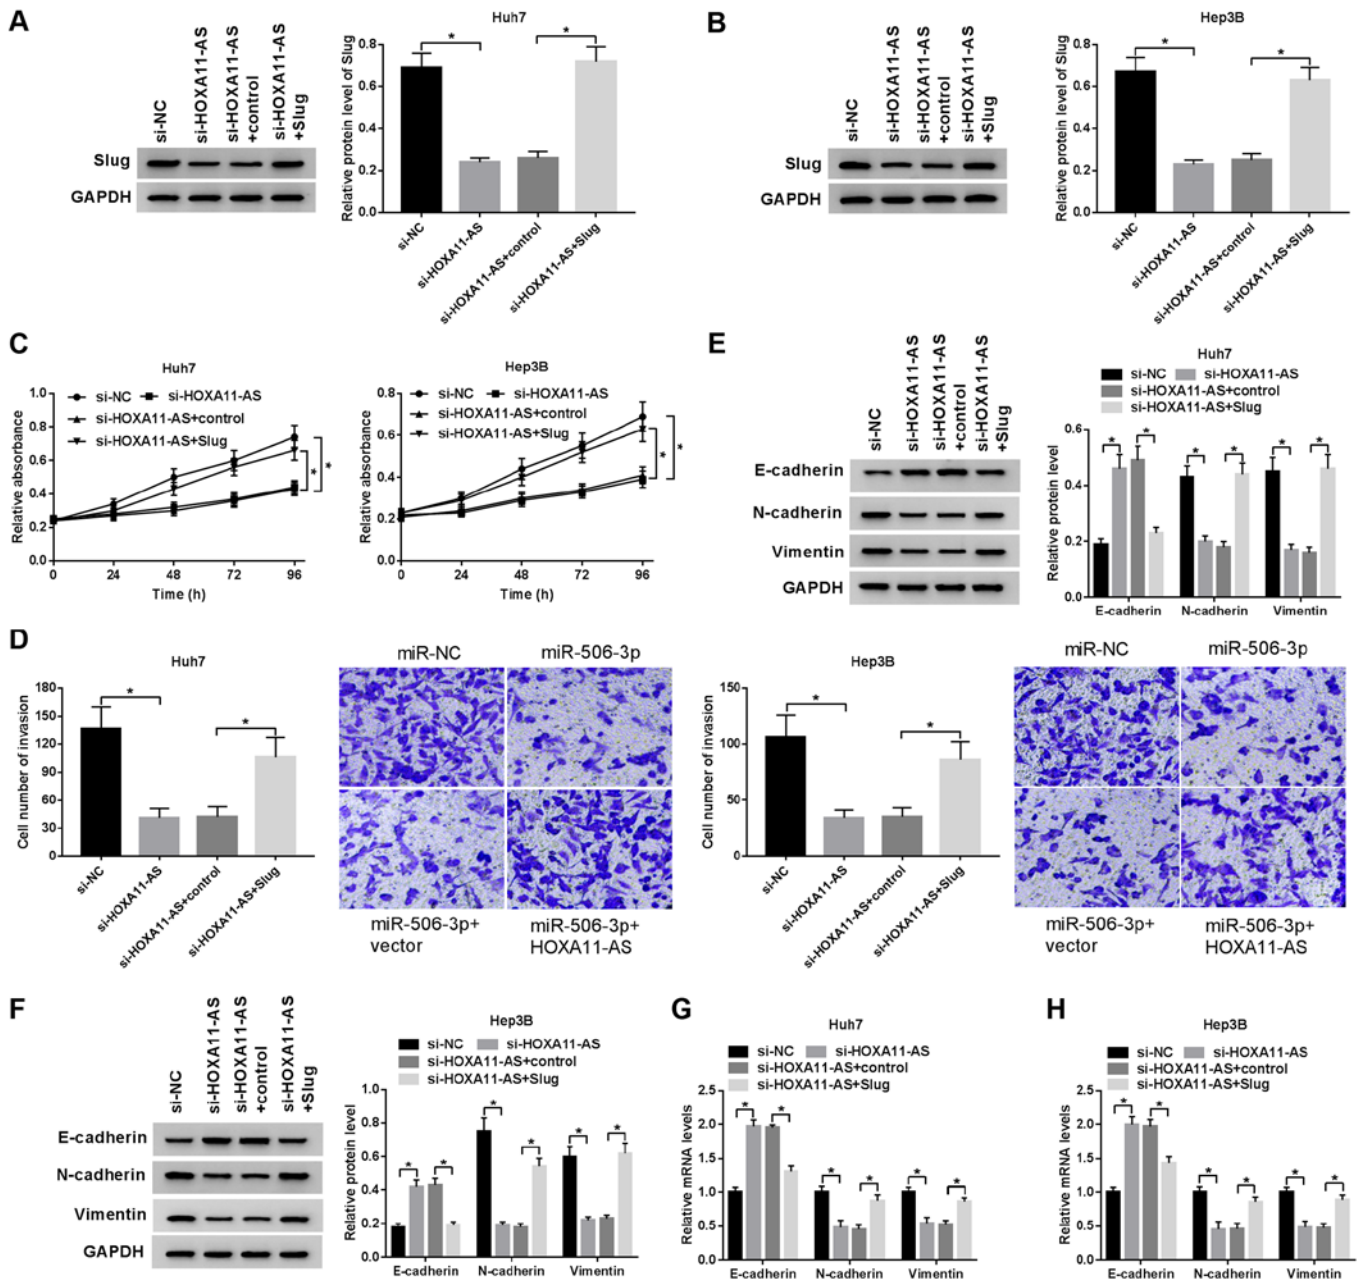 A
si-NC
si-HOXA11-AS
si-HOXA11-AS
+control
si-HOXA11-AS
+Slug
Slug
GAPDH
Huh7
Relative protein level of Slug
0.8
0.6
0.4
0.2
0.0
*
*
si-NC
si-HOXA11-AS
si-HOXA11-AS+control
si-HOXA11-AS+Slug
B
si-NC
si-HOXA11-AS
si-HOXA11-AS
+control
si-HOXA11-AS
+Slug
Slug
GAPDH
Hep3B
Relative protein level of Slug
0.8
0.6
0.4
0.2
0.0
*
*
si-NC
si-HOXA11-AS
si-HOXA11-AS+control
si-HOXA11-AS+Slug
C
Huh7
si-NC
si-HOXA11-AS
si-HOXA11-AS+control
si-HOXA11-AS+Slug
Relative absorbance
1.0
0.8
0.6
0.4
0.2
0.0
0
24
48
72
96
Time (h)
*
*
Hep3B
si-NC
si-HOXA11-AS
si-HOXA11-AS+control
si-HOXA11-AS+Slug
Relative absorbance
0.8
0.6
0.4
0.2
0.0
0
24
48
72
96
Time (h)
*
*
E
si-NC
si-HOXA11-AS
si-HOXA11-AS
+control
si-HOXA11-AS
+Slug
E-cadherin
N-cadherin
Vimentin
GAPDH
Huh7
si-NC
si-HOXA11-AS
si-HOXA11-AS+control
si-HOXA11-AS+Slug
Relative protein level
0.6
0.4
0.2
0.0
*
*
*
*
*
*
E-cadherin
N-cadherin
Vimentin
D
Huh7
Cell number of invasion
180
150
120
90
60
30
0
*
*
si-NC
si-HOXA11-AS
si-HOXA11-AS+control
si-HOXA11-AS+Slug
miR-NC
miR-506-3p
miR-506-3p+
vector
miR-506-3p+
HOXA11-AS
Hep3B
Cell number of invasion
150
100
50
0
*
*
si-NC
si-HOXA11-AS
si-HOXA11-AS+control
si-HOXA11-AS+Slug
miR-NC
miR-506-3p
miR-506-3p+
vector
miR-506-3p+
HOXA11-AS
F
si-NC
si-HOXA11-AS
si-HOXA11-AS
+control
si-HOXA11-AS
+Slug
E-cadherin
N-cadherin
Vimentin
GAPDH
Hep3B
si-NC
si-HOXA11-AS
si-HOXA11-AS+control
si-HOXA11-AS+Slug
Relative protein level
1.0
0.8
0.6
0.4
0.2
0.0
*
*
*
*
*
*
E-cadherin
N-cadherin
Vimentin
G
Huh7
si-NC
si-HOXA11-AS
si-HOXA11-AS+control
si-HOXA11-AS+Slug
Relative mRNA levels
2.5
2.0
1.5
1.0
0.5
0.0
*
*
*
*
*
*
E-cadherin
N-cadherin
Vimentin
H
Hep3B
si-NC
si-HOXA11-AS
si-HOXA11-AS+control
si-HOXA11-AS+Slug
Relative mRNA levels
2.5
2.0
1.5
1.0
0.5
0.0
*
*
*
*
*
*
E-cadherin
N-cadherin
Vimentin